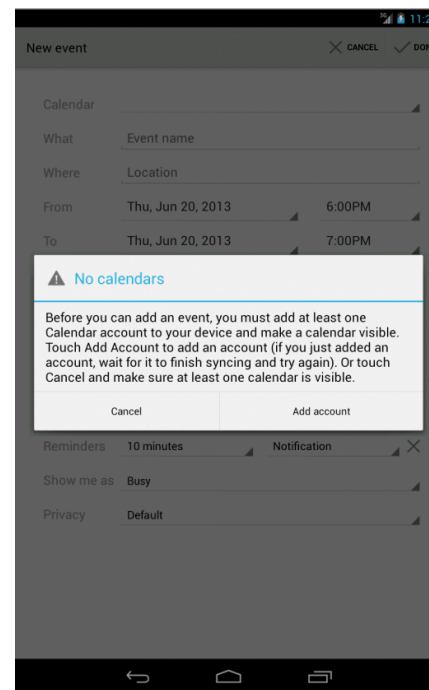 3G 11:2
New event CANCEL DON
Calendar
What Event name
Where Location
From Thu, Jun 20, 2013 6:00PM
To Thu, Jun 20, 2013 7:00PM
No calendars
Before you can add an event, you must add at least one
Calendar account to your device and make a calendar visible.
Touch Add Account to add an account (if you just added an
account, wait for it to finish syncing and try again). Or touch
Cancel and make sure at least one calendar is visible.
Cancel Add account
Reminders 10 minutes Notification
Show me as Busy
Privacy Default